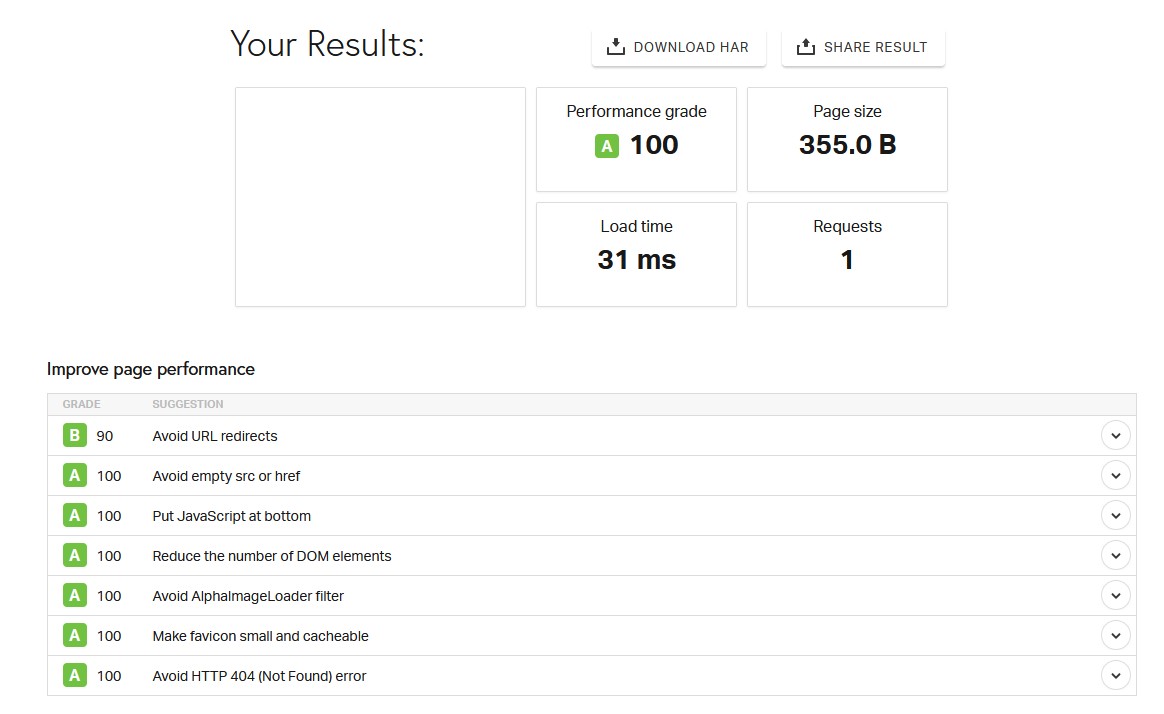 Your Results:
DOWNLOAD HAR
SHARE RESULT
Performance grade
A 100
Page size
355.0 B
Load time
31 ms
Requests
1
Improve page performance
GRADE SUGGESTION
B 90 Avoid URL redirects
A 100 Avoid empty src or href
A 100 Put JavaScript at bottom
A 100 Reduce the number of DOM elements
A 100 Avoid AlphaImageLoader filter
A 100 Make favicon small and cacheable
A 100 Avoid HTTP 404 (Not Found) error